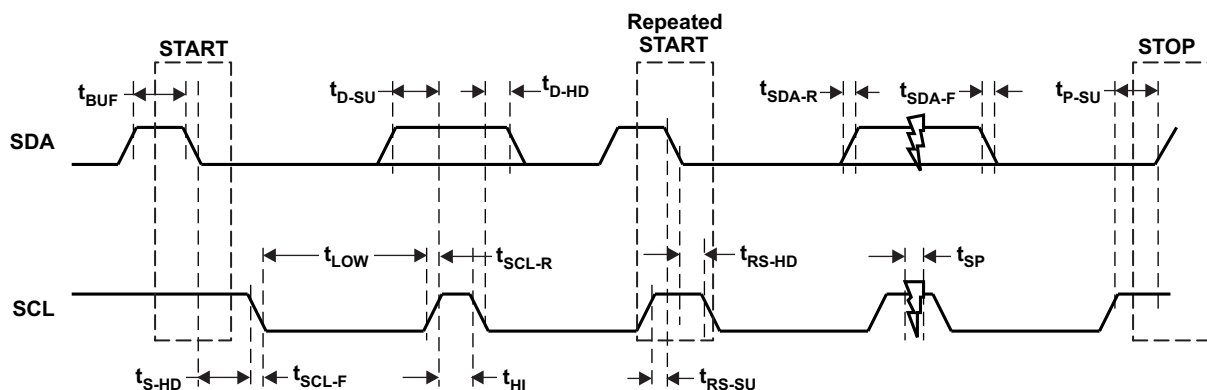 Repeated
START
START
STOP
tBUF
tD-SU
tD-HD
tSDA-R
tSDA-F
tP-SU
SDA
tLOW
tSCL-R
tRS-HD
tSP
SCL
tS-HD
tSCL-F
tHI
tRS-SU